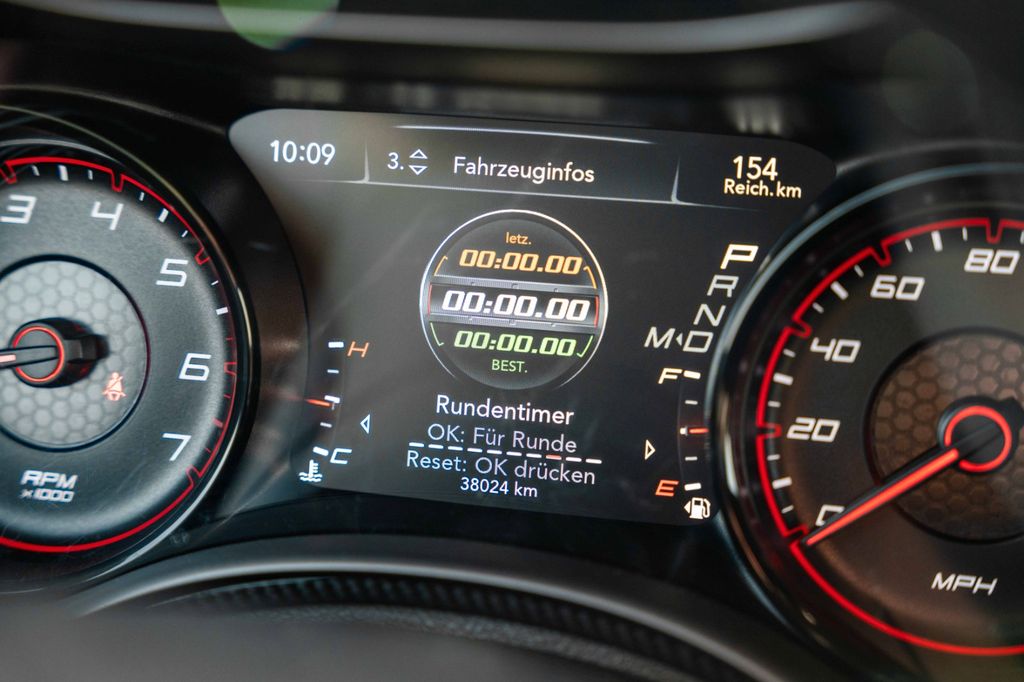 10:09
3.
Fahrzeuginfos
154
Reich.km
3
4
5
6
7
RPM
x1000
letz.
00:00.00
00:00.00
00:00.00
BEST.
P
R
N
M D
H
C
F
E
Rundentimer
OK: Für Runde
Reset: OK drücken
38024 km
0
20
40
60
80
MPH